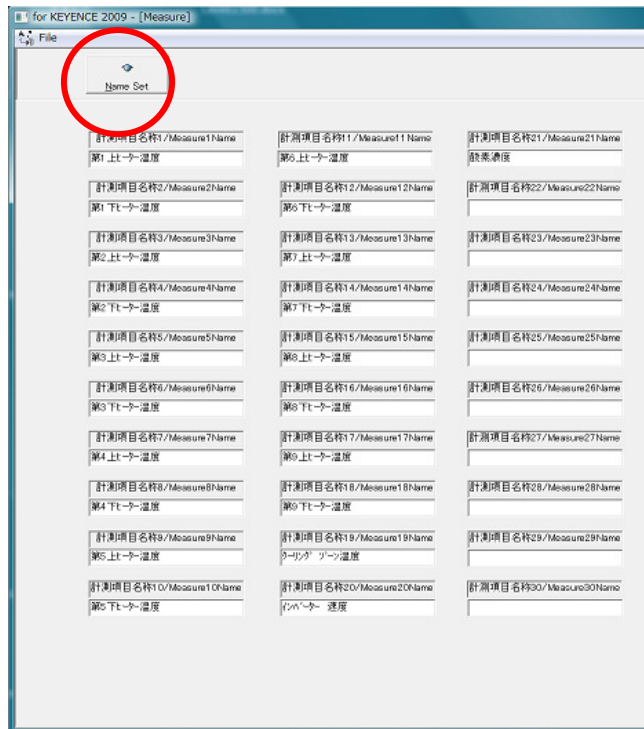 for KEYENCE 2009 - [Measure]
File
Name Set
計測項目名称1/Measure1Name
第1上ﾋｰﾀｰ温度
計測項目名称2/Measure2Name
第1下ﾋｰﾀｰ温度
計測項目名称3/Measure3Name
第2上ﾋｰﾀｰ温度
計測項目名称4/Measure4Name
第2下ﾋｰﾀｰ温度
計測項目名称5/Measure5Name
第3上ﾋｰﾀｰ温度
計測項目名称6/Measure6Name
第3下ﾋｰﾀｰ温度
計測項目名称7/Measure7Name
第4上ﾋｰﾀｰ温度
計測項目名称8/Measure8Name
第4下ﾋｰﾀｰ温度
計測項目名称9/Measure9Name
第5上ﾋｰﾀｰ温度
計測項目名称10/Measure10Name
第5下ﾋｰﾀｰ温度
計測項目名称11/Measure11Name
第6上ﾋｰﾀｰ温度
計測項目名称12/Measure12Name
第6下ﾋｰﾀｰ温度
計測項目名称13/Measure13Name
第7上ﾋｰﾀｰ温度
計測項目名称14/Measure14Name
第7下ﾋｰﾀｰ温度
計測項目名称15/Measure15Name
第8上ﾋｰﾀｰ温度
計測項目名称16/Measure16Name
第8下ﾋｰﾀｰ温度
計測項目名称17/Measure17Name
第9上ﾋｰﾀｰ温度
計測項目名称18/Measure18Name
第9下ﾋｰﾀｰ温度
計測項目名称19/Measure19Name
ｸｰﾘﾝｸﾞ ｿﾞｰﾝ温度
計測項目名称20/Measure20Name
ｲﾝﾊﾞｰﾀｰ 速度
計測項目名称21/Measure21Name
酸素濃度
計測項目名称22/Measure22Name
計測項目名称23/Measure23Name
計測項目名称24/Measure24Name
計測項目名称25/Measure25Name
計測項目名称26/Measure26Name
計測項目名称27/Measure27Name
計測項目名称28/Measure28Name
計測項目名称29/Measure29Name
計測項目名称30/Measure30Name